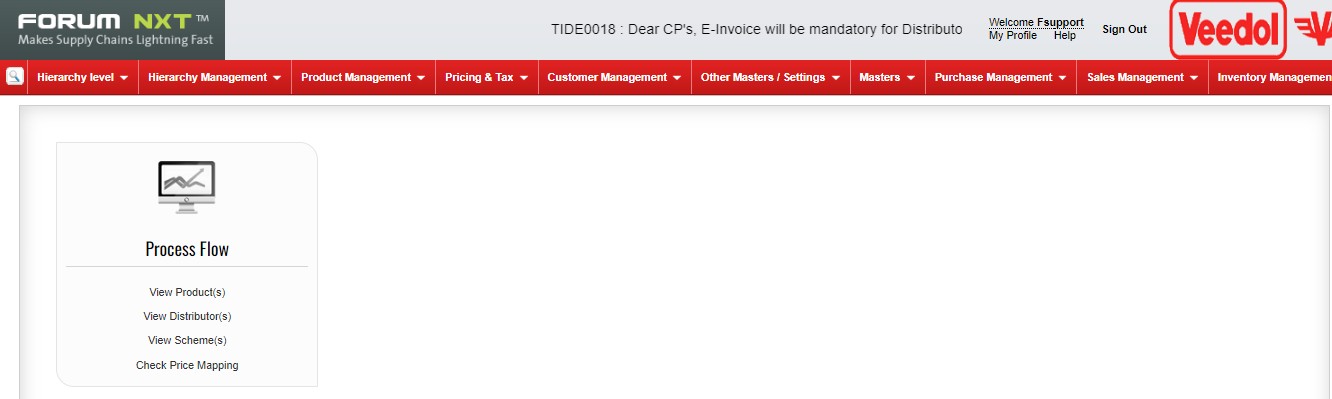 FORUM NXT™
Makes Supply Chains Lightning Fast
TIDE0018 : Dear CP's, E-Invoice will be mandatory for Distributo
Welcome Fsupport
My Profile Help
Sign Out
Veedol
Hierarchy level
Hierarchy Management
Product Management
Pricing & Tax
Customer Management
Other Masters / Settings
Masters
Purchase Management
Sales Management
Inventory Managemen
Process Flow
View Product(s)
View Distributor(s)
View Scheme(s)
Check Price Mapping